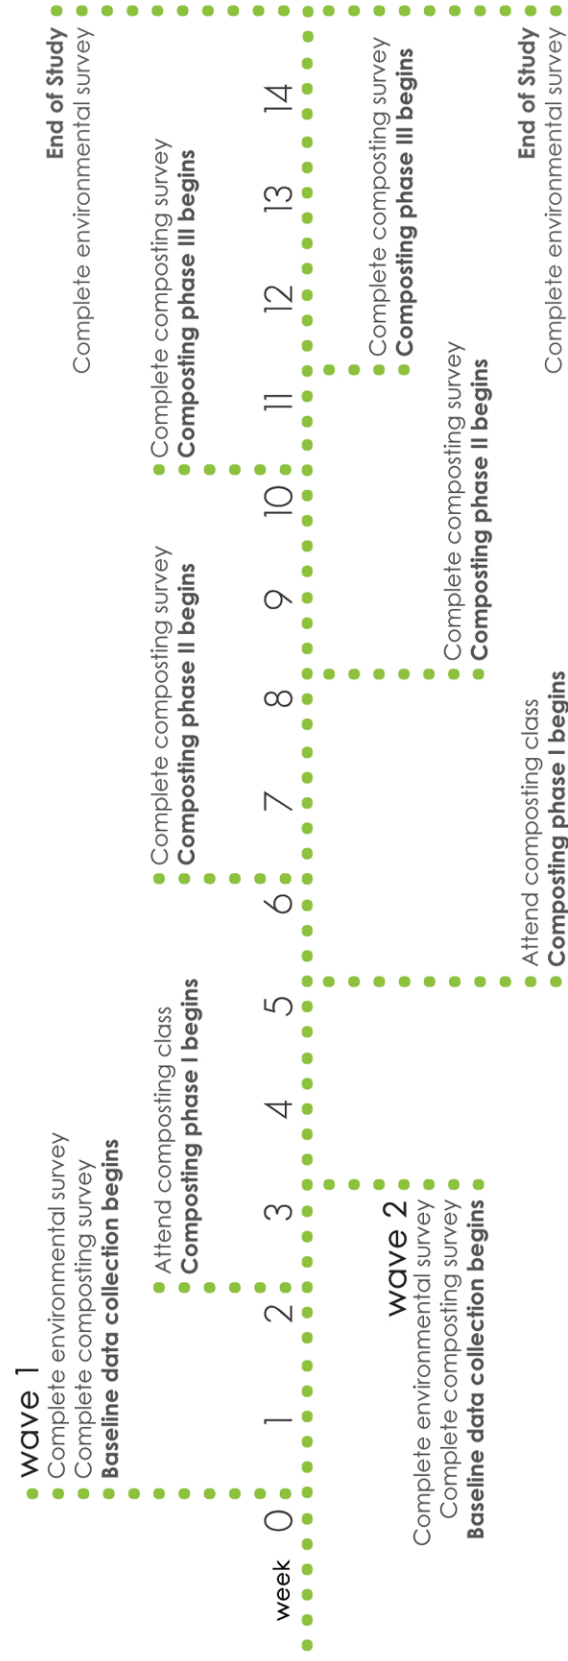 wave 1
Complete environmental survey
Complete composting survey
Baseline data collection begins
Attend composting class
Composting phase I begins
Complete composting survey
Composting phase II begins
Complete composting survey
Composting phase III begins
End of Study
Complete environmental survey
week 0 1 2 3 4 5 6 7 8 9 10 11 12 13 14
wave 2
Complete environmental survey
Complete composting survey
Baseline data collection begins
Attend composting class
Composting phase I begins
Complete composting survey
Composting phase II begins
Complete composting survey
Composting phase III begins
End of Study
Complete environmental survey